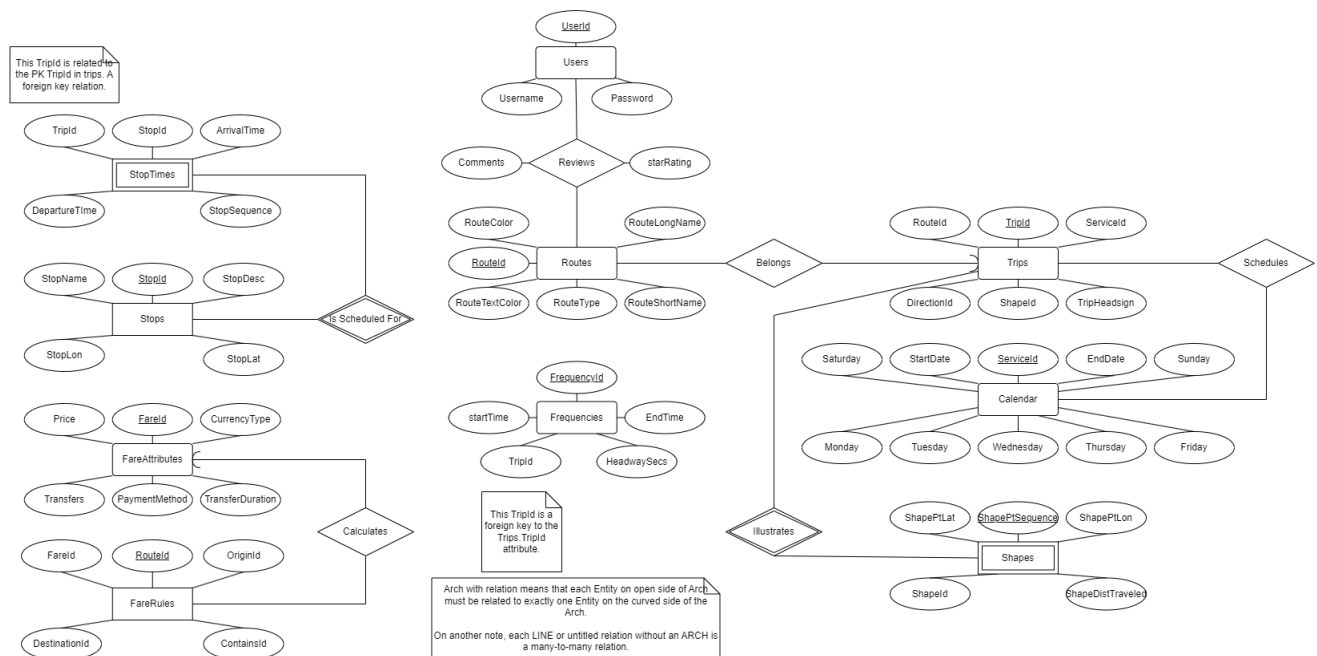 UserId
Users
Username
Password
This TripId is related to
the PK TripId in trips. A
foreign key relation.
TripId
StopId
ArrivalTime
StopTimes
DepartureTIme
StopSequence
Comments
Reviews
starRating
RouteColor
RouteLongName
RouteId
Routes
RouteTextColor
RouteType
RouteShortName
Belongs
RouteId
TripId
ServiceId
Trips
DirectionId
ShapeId
TripHeadsign
Schedules
StopName
StopId
StopDesc
Stops
StopLon
StopLat
Is Scheduled For
Saturday
StartDate
ServiceId
EndDate
Sunday
Calendar
Monday
Tuesday
Wednesday
Thursday
Friday
FrequencyId
startTime
Frequencies
EndTime
TripId
HeadwaySecs
Price
FareId
CurrencyType
FareAttributes
Transfers
PaymentMethod
TransferDuration
Calculates
This TripId is a
foreign key to the
Trips.TripId
attribute.
Illustrates
ShapePtLat
ShapePtSequence
ShapePtLon
Shapes
ShapeId
ShapeDistTraveled
FareId
RouteId
OriginId
FareRules
DestinationId
ContainsId
Arch with relation means that each Entity on open side of Arch
must be related to exactly one Entity on the curved side of the
Arch.
On another note, each LINE or untitled relation without an ARCH is
a many-to-many relation.